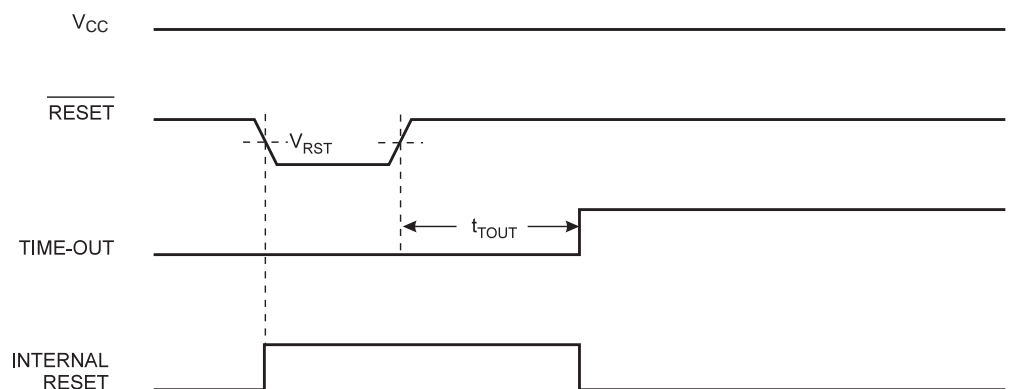 VCC
RESET
VRST
tTOUT
TIME-OUT
INTERNAL
RESET